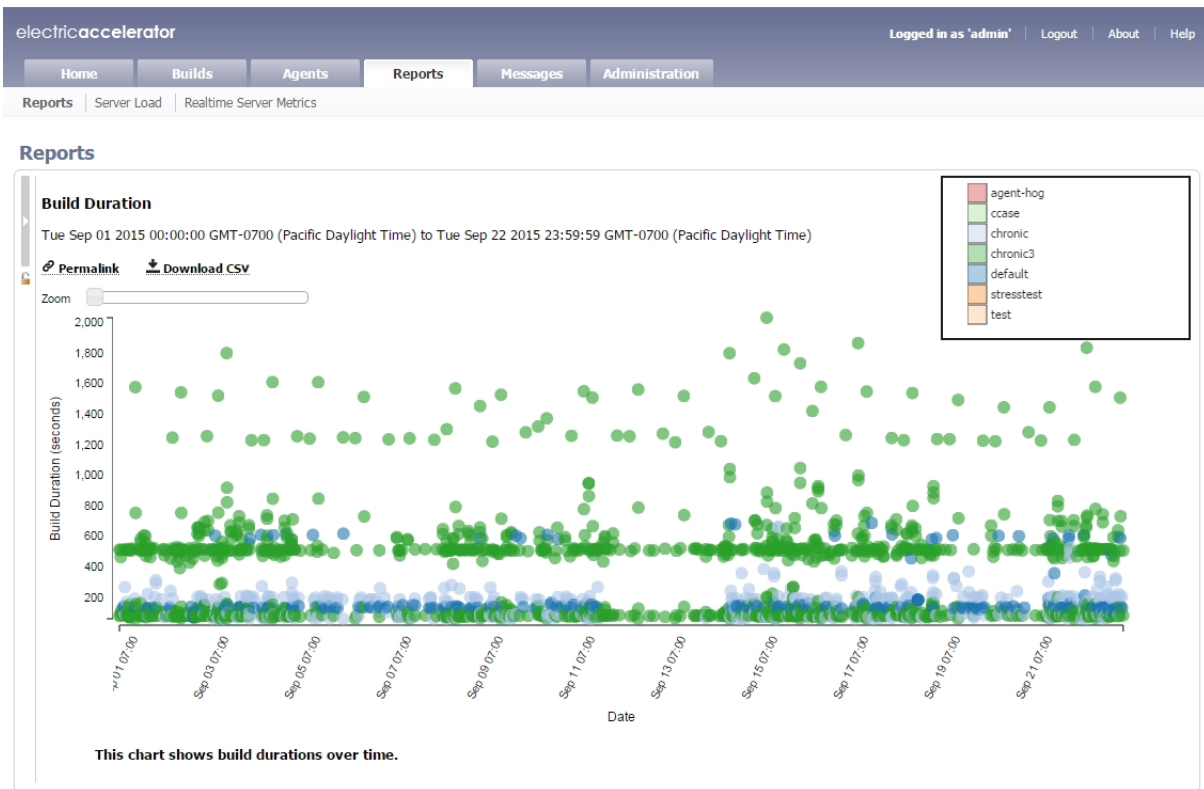 electricaccelerator
Logged in as 'admin' Logout About Help
Home Builds Agents Reports Messages Administration
Reports Server Load Realtime Server Metrics
Reports
agent-hog
ccase
chronic
chronic3
default
stresstest
test
Build Duration
Tue Sep 01 2015 00:00:00 GMT-0700 (Pacific Daylight Time) to Tue Sep 22 2015 23:59:59 GMT-0700 (Pacific Daylight Time)
Permalink Download CSV
Zoom
2,000
1,800
1,600
1,400
1,200
1,000
800
600
400
200
Build Duration (seconds)
01 07:00
Sep 03 07:00
Sep 05 07:00
Sep 07 07:00
Sep 09 07:00
Sep 11 07:00
Sep 13 07:00
Sep 15 07:00
Sep 17 07:00
Sep 19 07:00
Sep 21 07:00
Date
This chart shows build durations over time.